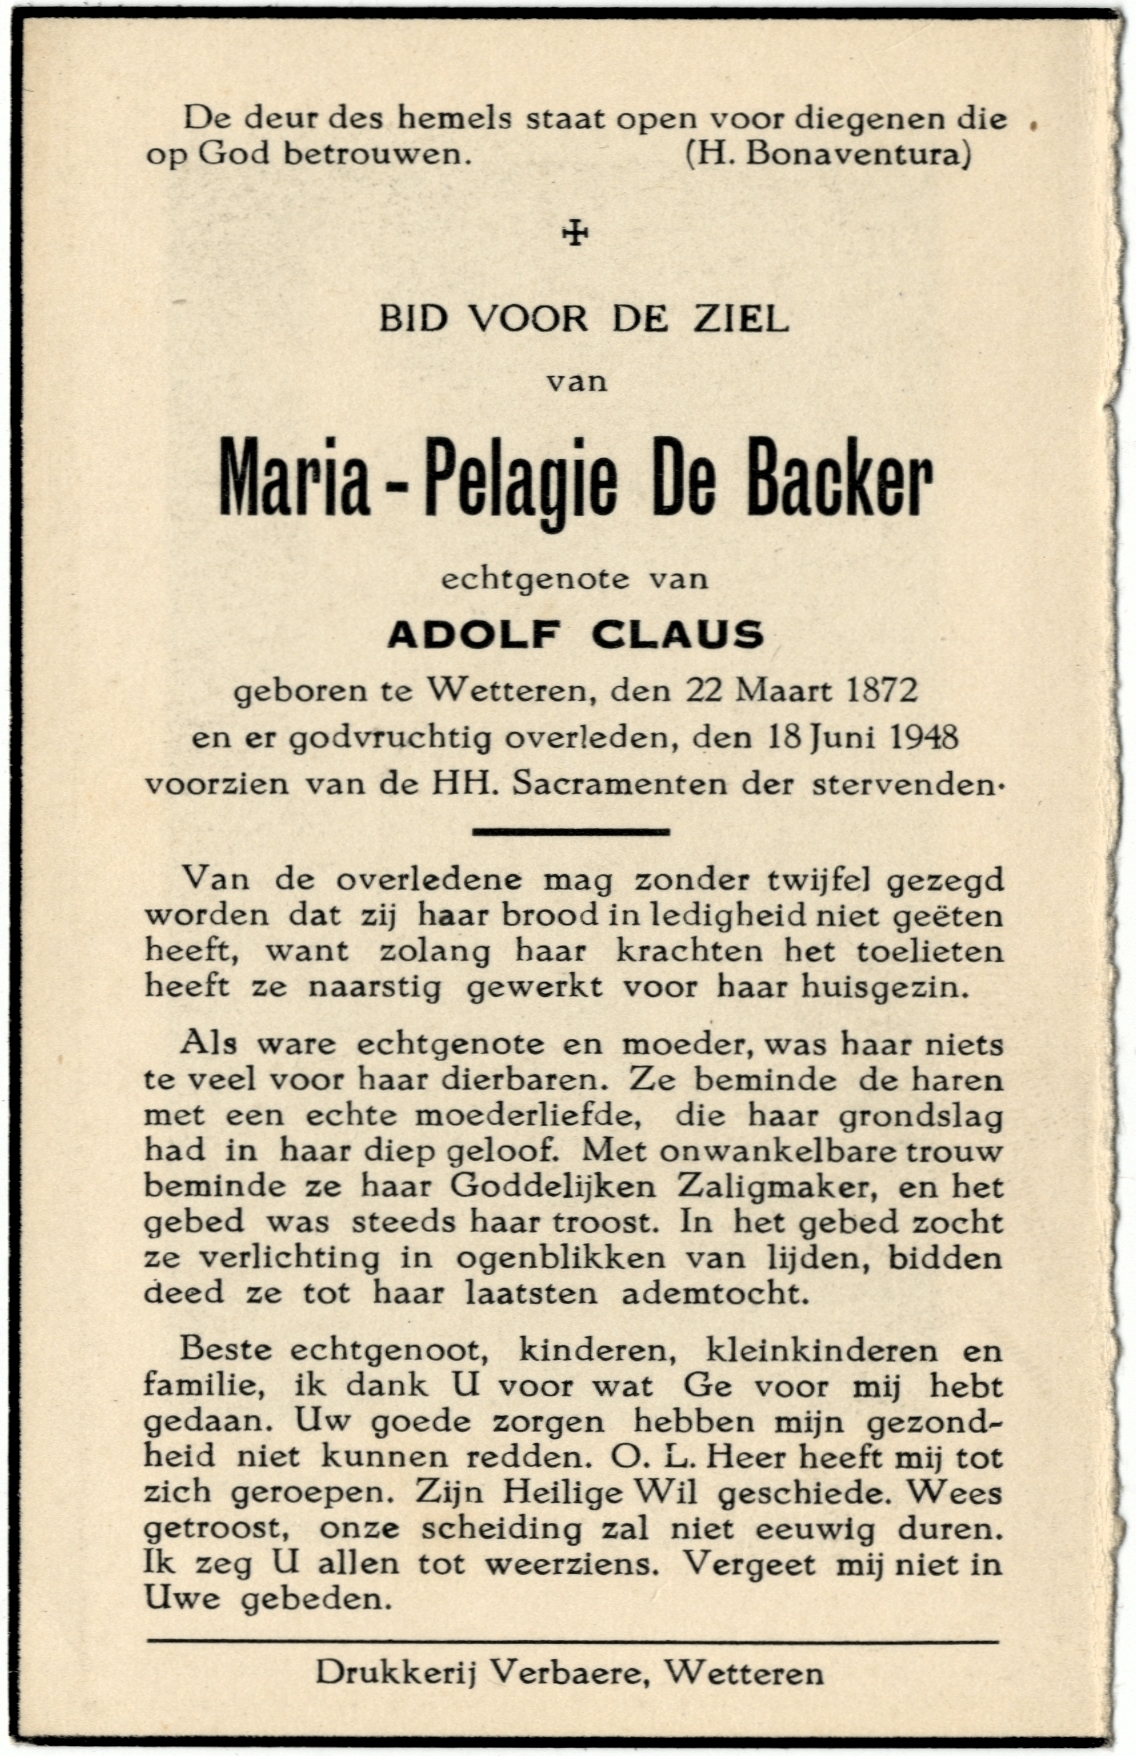 De deur des hemels staat open voor diegenen die
op God betrouwen. (H. Bonaventura)
✠
BID VOOR DE ZIEL
van
Maria - Pelagie De Backer
echtgenote van
ADOLF CLAUS
geboren te Wetteren, den 22 Maart 1872
en er godvruchtig overleden, den 18 Juni 1948
voorzien van de HH. Sacramenten der stervenden.
Van de overledene mag zonder twijfel gezegd
worden dat zij haar brood in ledigheid niet geëten
heeft, want zolang haar krachten het toelieten
heeft ze naarstig gewerkt voor haar huisgezin.
Als ware echtgenote en moeder, was haar niets
te veel voor haar dierbaren. Ze beminde de haren
met een echte moederliefde, die haar grondslag
had in haar diep geloof. Met onwankelbare trouw
beminde ze haar Goddelijken Zaligmaker, en het
gebed was steeds haar troost. In het gebed zocht
ze verlichting in ogenblikken van lijden, bidden
deed ze tot haar laatsten ademtocht.
Beste echtgenoot, kinderen, kleinkinderen en
familie, ik dank U voor wat Ge voor mij hebt
gedaan. Uw goede zorgen hebben mijn gezond-
heid niet kunnen redden. O. L. Heer heeft mij tot
zich geroepen. Zijn Heilige Wil geschiede. Wees
getroost, onze scheiding zal niet eeuwig duren.
Ik zeg U allen tot weerziens. Vergeet mij niet in
Uwe gebeden.
Drukkerij Verbaere, Wetteren